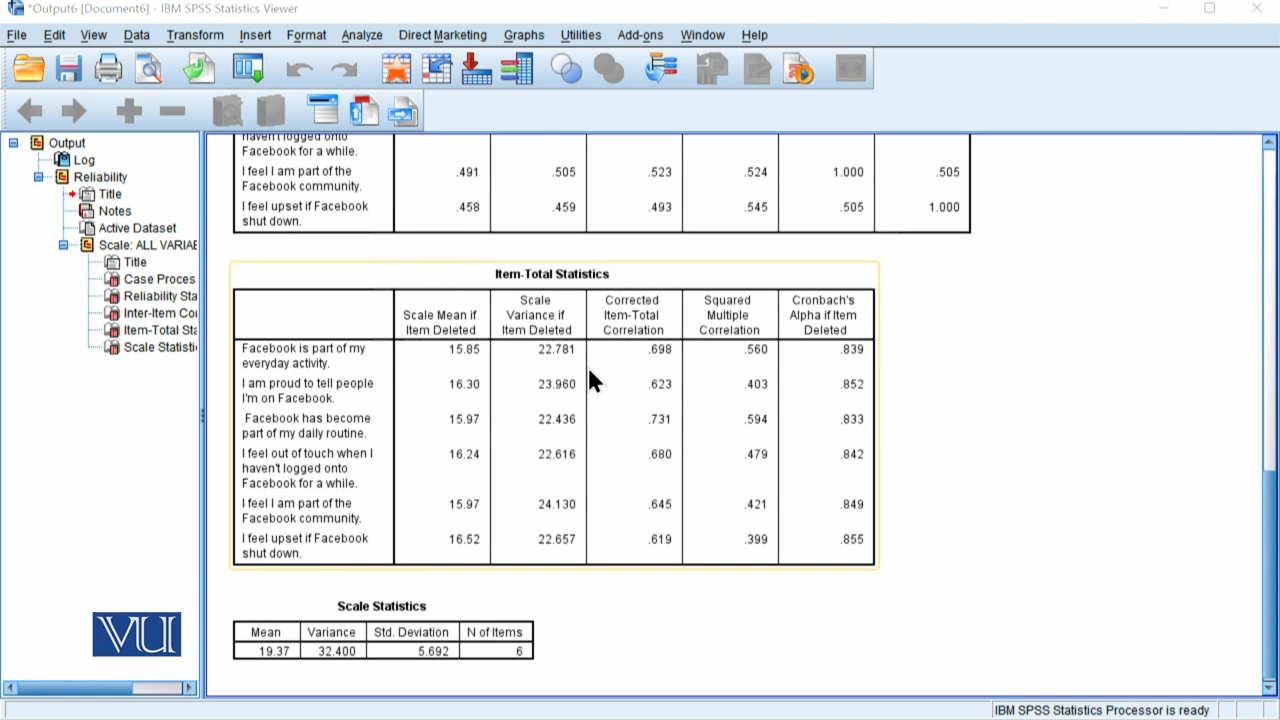 *Output6 [Document6] - IBM SPSS Statistics Viewer
File Edit View Data Transform Insert Format Analyze Direct Marketing Graphs Utilities Add-ons Window Help
Output
Log
Reliability
Title
Notes
Active Dataset
Scale: ALL VARIAE
Title
Case Proces
Reliability Sta
Inter-Item Co
Item-Total Sta
Scale Statisti
haven't logged onto
Facebook for a while.
I feel I am part of the .491 .505 .523 .524 1.000 .505
Facebook community.
I feel upset if Facebook .458 .459 .493 .545 .505 1.000
shut down.
Item-Total Statistics
Scale Corrected Squared Cronbach's
Scale Mean if Variance if Item-Total Multiple Alpha if Item
Item Deleted Item Deleted Correlation Correlation Deleted
Facebook is part of my 15.85 22.781 .698 .560 .839
everyday activity.
I am proud to tell people 16.30 23.960 .623 .403 .852
I'm on Facebook.
Facebook has become 15.97 22.436 .731 .594 .833
part of my daily routine.
I feel out of touch when I 16.24 22.616 .680 .479 .842
haven't logged onto
Facebook for a while.
I feel I am part of the 15.97 24.130 .645 .421 .849
Facebook community.
I feel upset if Facebook 16.52 22.657 .619 .399 .855
shut down.
Scale Statistics
Mean Variance Std. Deviation N of Items
19.37 32.400 5.692 6
VU
IBM SPSS Statistics Processor is ready